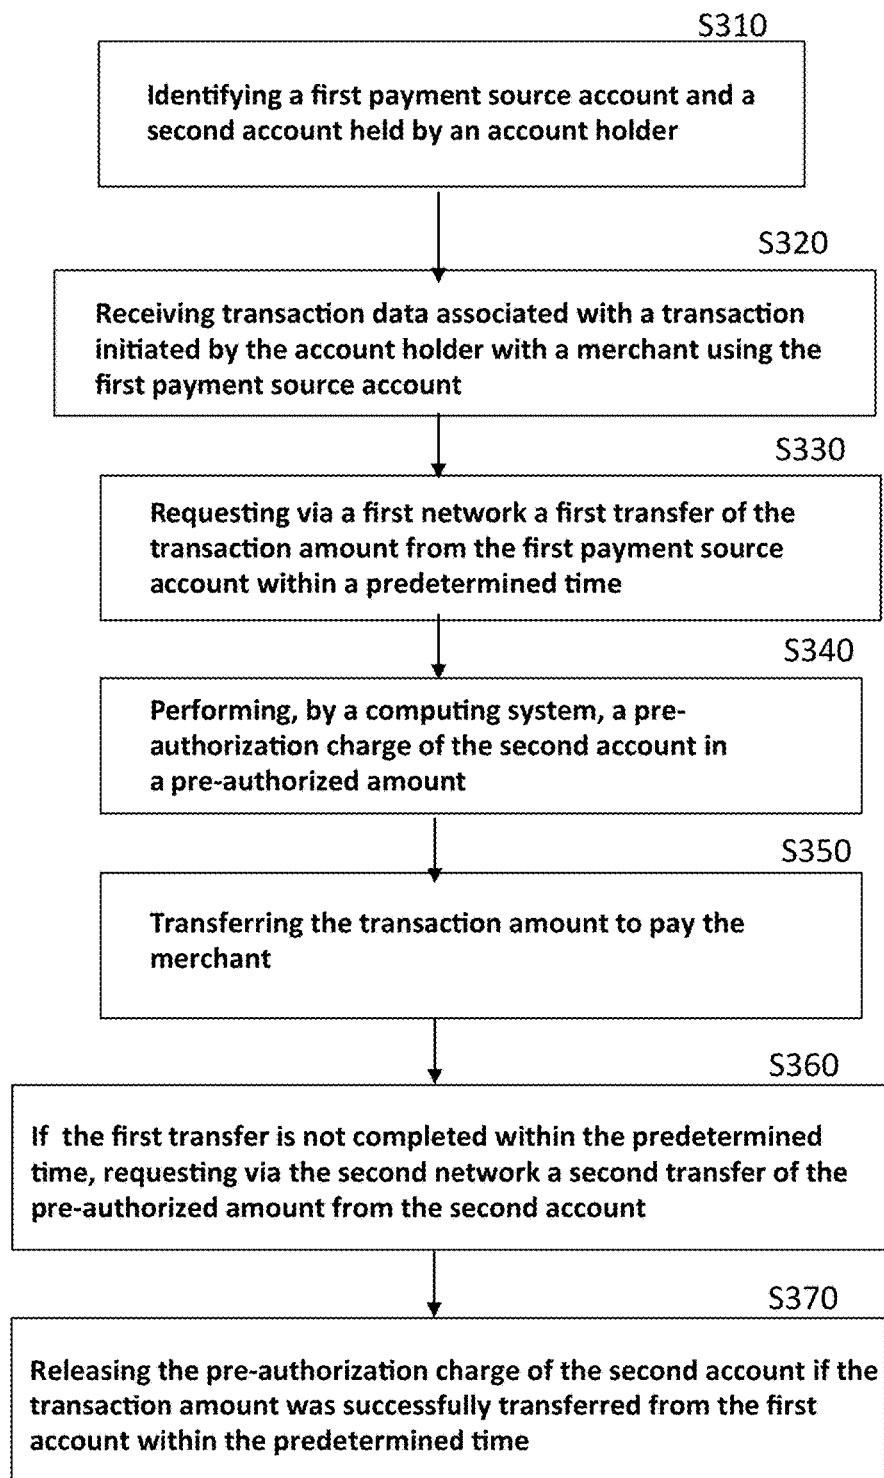 S310
Identifying a first payment source account and a
second account held by an account holder
S320
Receiving transaction data associated with a transaction
initiated by the account holder with a merchant using the
first payment source account
S330
Requesting via a first network a first transfer of the
transaction amount from the first payment source
account within a predetermined time
S340
Performing, by a computing system, a pre-
authorization charge of the second account in
a pre-authorized amount
S350
Transferring the transaction amount to pay the
merchant
S360
If the first transfer is not completed within the predetermined
time, requesting via the second network a second transfer of the
pre-authorized amount from the second account
S370
Releasing the pre-authorization charge of the second account if the
transaction amount was successfully transferred from the first
account within the predetermined time